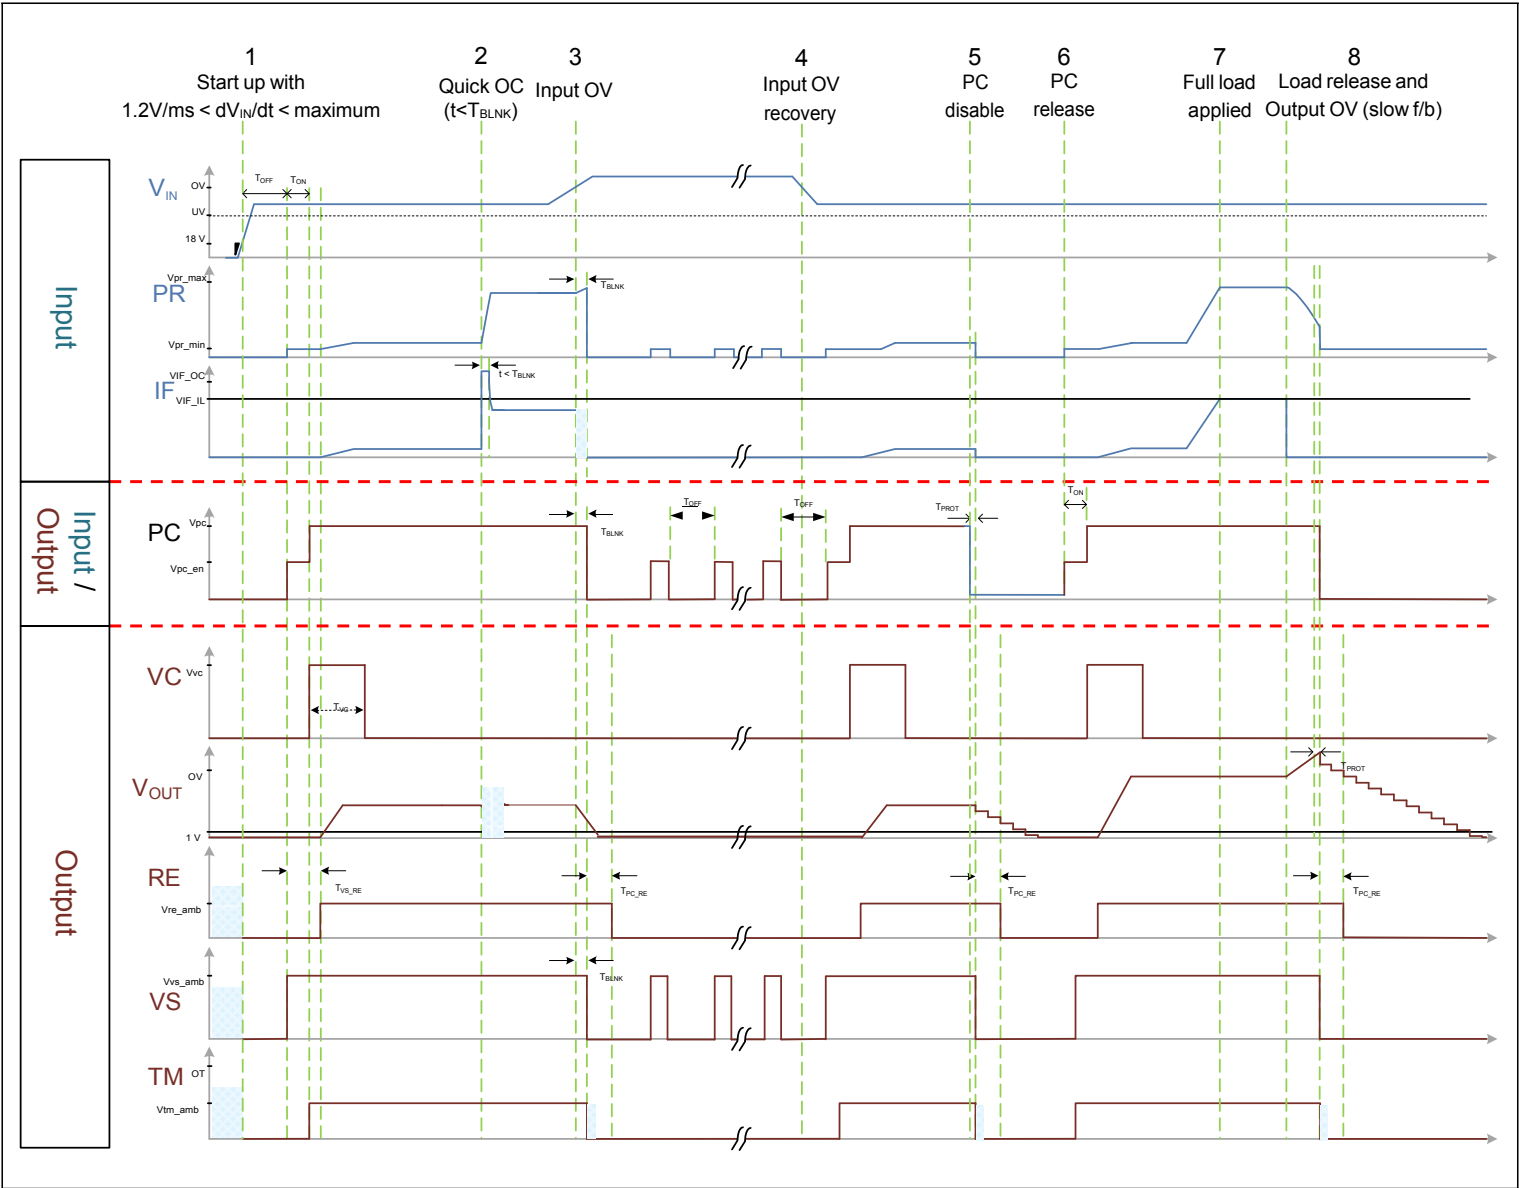 1
Start up with
1.2V/ms < dVIN/dt < maximum
2
Quick OC
(t<TBLNK)
3
Input OV
4
Input OV
recovery
5
PC
disable
6
PC
release
7
Full load
applied
8
Load release and
Output OV (slow f/b)
Input
VIN
OV
UV
18 V
TOFF
TON
PR
Vpr_max
Vpr_min
TBLNK
IF
VIF_OC
VIF_IL
t < TBLNK
Input /
Output
PC
Vpc
Vpc_en
TBLNK
TOFF
TOFF
TPROT
TON
Output
VC
Vvc
TVC
VOUT
OV
1 V
TPROT
RE
Vre_amb
TVS_RE
TPC_RE
TPC_RE
TPC_RE
VS
Vvs_amb
TBLNK
TM
OT
Vtm_amb